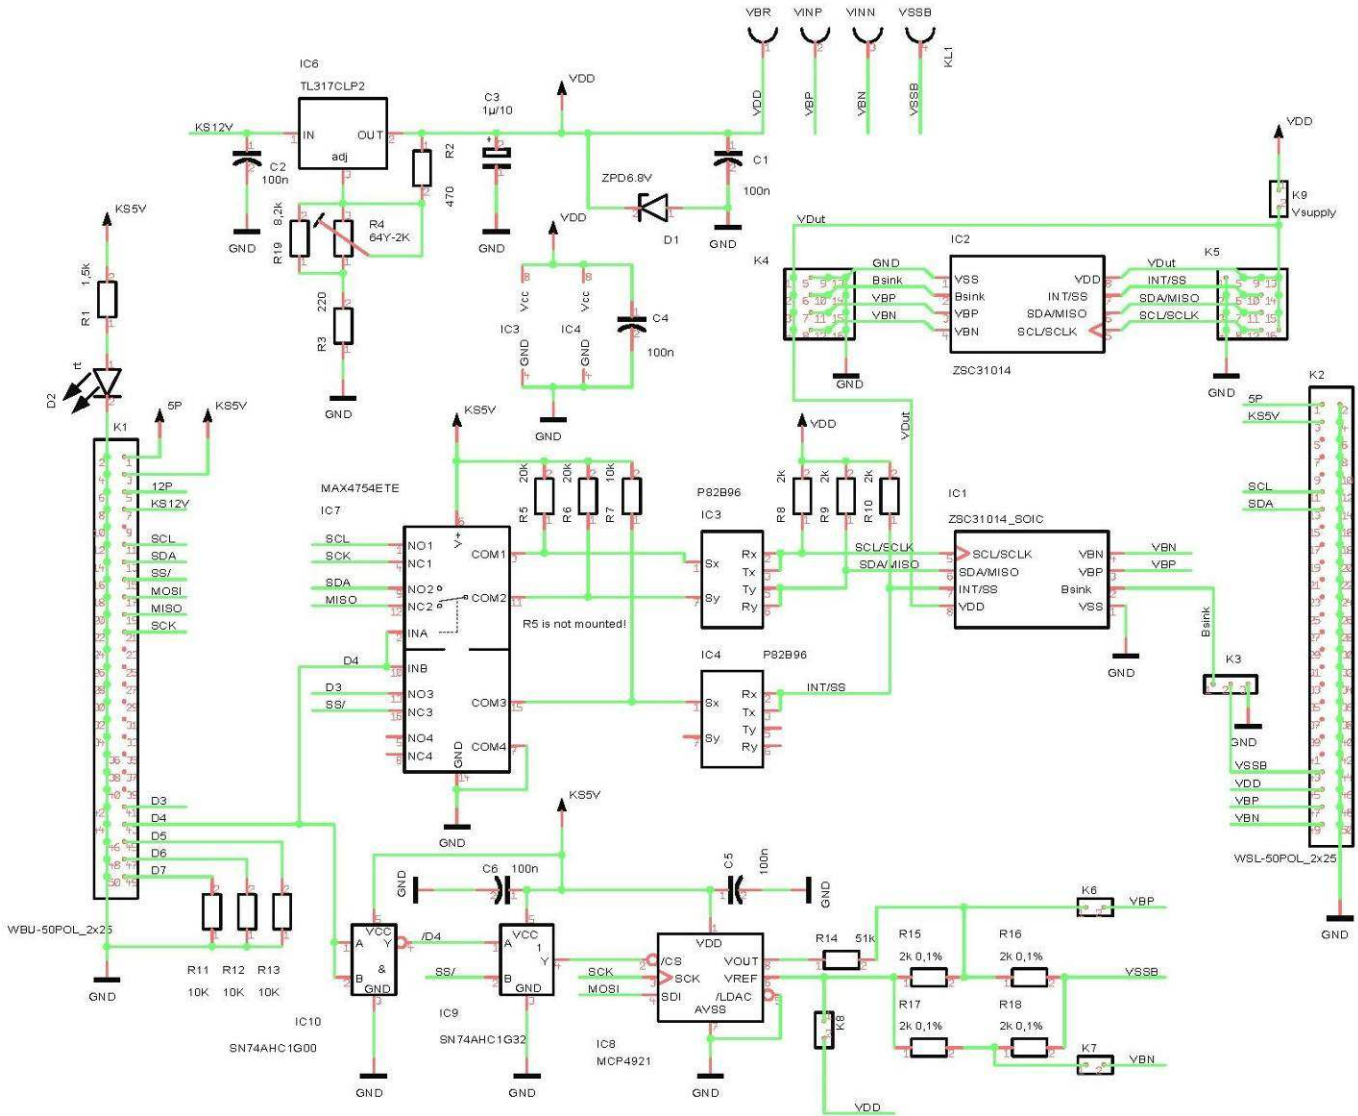 VBR VINP VINN VSSB
1 2 3 4
KL1
VDD VBP VBN VSSB
IC6
TL317CLP2
KS12V
IN OUT
adj
C2
100n
GND
R2
470
C3
1µ/10
GND
VDD
ZPD6.8V
D1
C1
100n
GND
8,2k
R19
R4
64Y-2K
220
R3
GND
VDD
Vcc Vcc
IC3 IC4
GND GND
C4
100n
GND
KS5V
1,5k
R1
rt
D2
VDD
K9
Vsupply
VDut
K4
GND
Bsink
VBP
VBN
IC2
VSS VDD
Bsink INT/SS
VBP SDA/MISO
VBN SCL/SCLK
ZSC31014
VDut
INT/SS
SDA/MISO
SCL/SCLK
K5
GND
GND
5P
KS5V
K1
12P
KS12V
SCL
SDA
SS/
MOSI
MISO
SCK
D3
D4
D5
D6
D7
WBU-50POL_2x25
GND
R11 R12 R13
10K 10K 10K
KS5V
MAX4754ETE
IC7
SCL
SCK
SDA
MISO
D4
D3
SS/
V+
NO1
NC1
NO2
NC2
INA
INB
NO3
NC3
NO4
NC4
COM1
COM2
COM3
COM4
GND
GND
20k 20k 10k
R5 R6 R7
R5 is not mounted!
P82B96
IC3
Sx Rx
Tx
Sy Ty
Ry
IC4
P82B96
Sx Rx
Tx
Sy Ty
Ry
VDD
2k 2k 2k
R8 R9 R10
VDut
SCL/SCLK
SDA/MISO
INT/SS
IC1
ZSC31014_SOIC
SCL/SCLK VBN
SDA/MISO VBP
INT/SS Bsink
VDD VSS
VBN
VBP
GND
Bsink
K3
GND
K2
5P
KS5V
SCL
SDA
VSSB
VDD
VBP
VBN
WSL-50POL_2x25
GND
KS5V
GND
C6
100n
C5
100n
GND
VCC
A Y
&
B
GND
IC10
SN74AHC1G00
GND
/D4
SS/
VCC
A 1
Y
B
GND
IC9
SN74AHC1G32
GND
SCK
MOSI
VDD
/CS VOUT
SCK VREF
SDI /LDAC
AVSS
IC8
MCP4921
GND
K8
VDD
R14
51k
R15 R16
2k 0,1% 2k 0,1%
R17 R18
2k 0,1% 2k 0,1%
K6
VBP
VSSB
K7
VBN